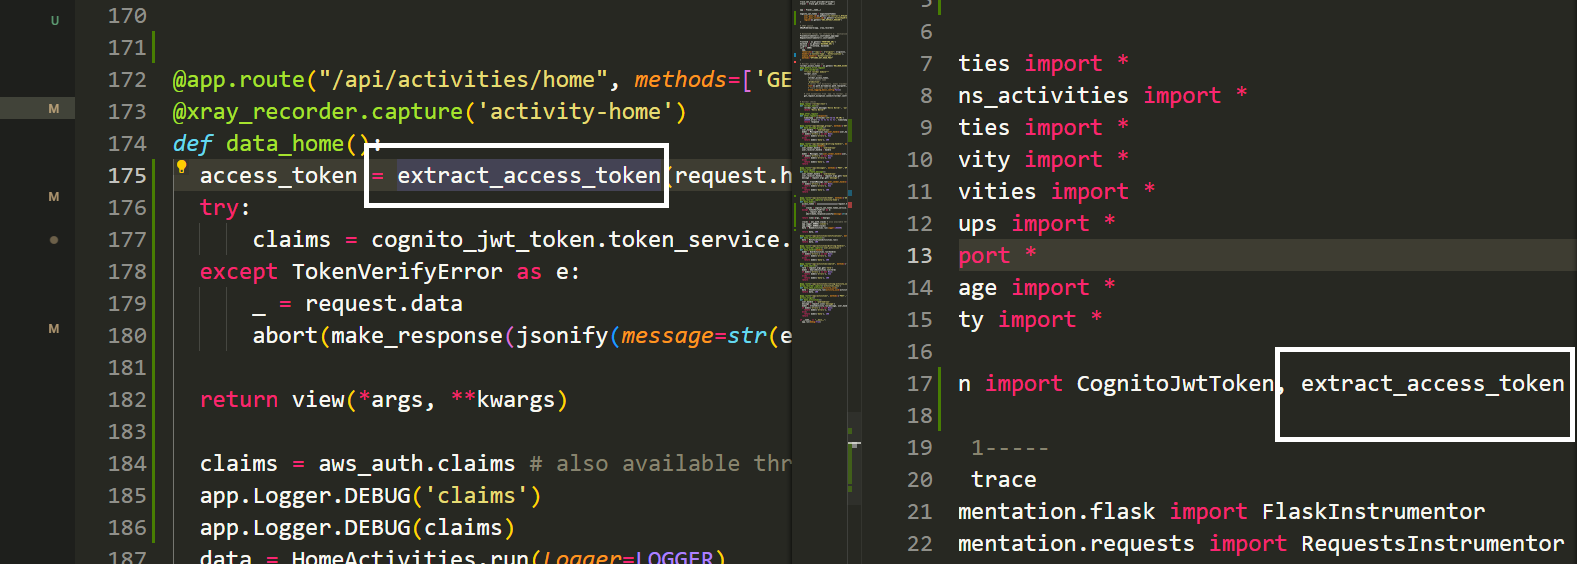 U
M
M
M
170
171
172 @app.route("/api/activities/home", methods=['GE
173 @xray_recorder.capture('activity-home')
174 def data_home():
175 access_token = extract_access_token(request.h
176 try:
177 claims = cognito_jwt_token.token_service.
178 except TokenVerifyError as e:
179 _ = request.data
180 abort(make_response(jsonify(message=str(e
181
182 return view(*args, **kwargs)
183
184 claims = aws_auth.claims # also available thr
185 app.Logger.DEBUG('claims')
186 app.Logger.DEBUG(claims)
187 data = HomeActivities.run(Logger=LOGGER)
5
6
7 ties import *
8 ns_activities import *
9 ties import *
10 vity import *
11 vities import *
12 ups import *
13 port *
14 age import *
15 ty import *
16
17 n import CognitoJwtToken, extract_access_token
18
19 1-----
20 trace
21 mentation.flask import FlaskInstrumentor
22 mentation.requests import RequestsInstrumentor